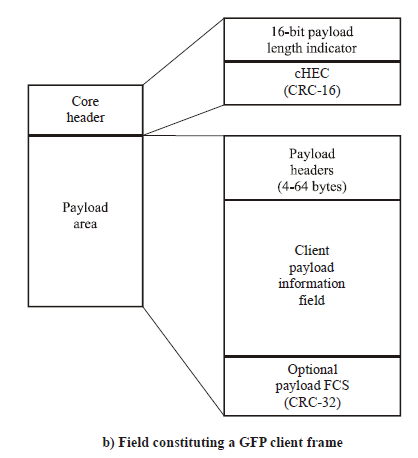 16-bit payload
length indicator
cHEC
(CRC-16)
Core
header
Payload
headers
(4-64 bytes)
Payload
area
Client
payload
information
field
Optional
payload FCS
(CRC-32)
b) Field constituting a GFP client frame